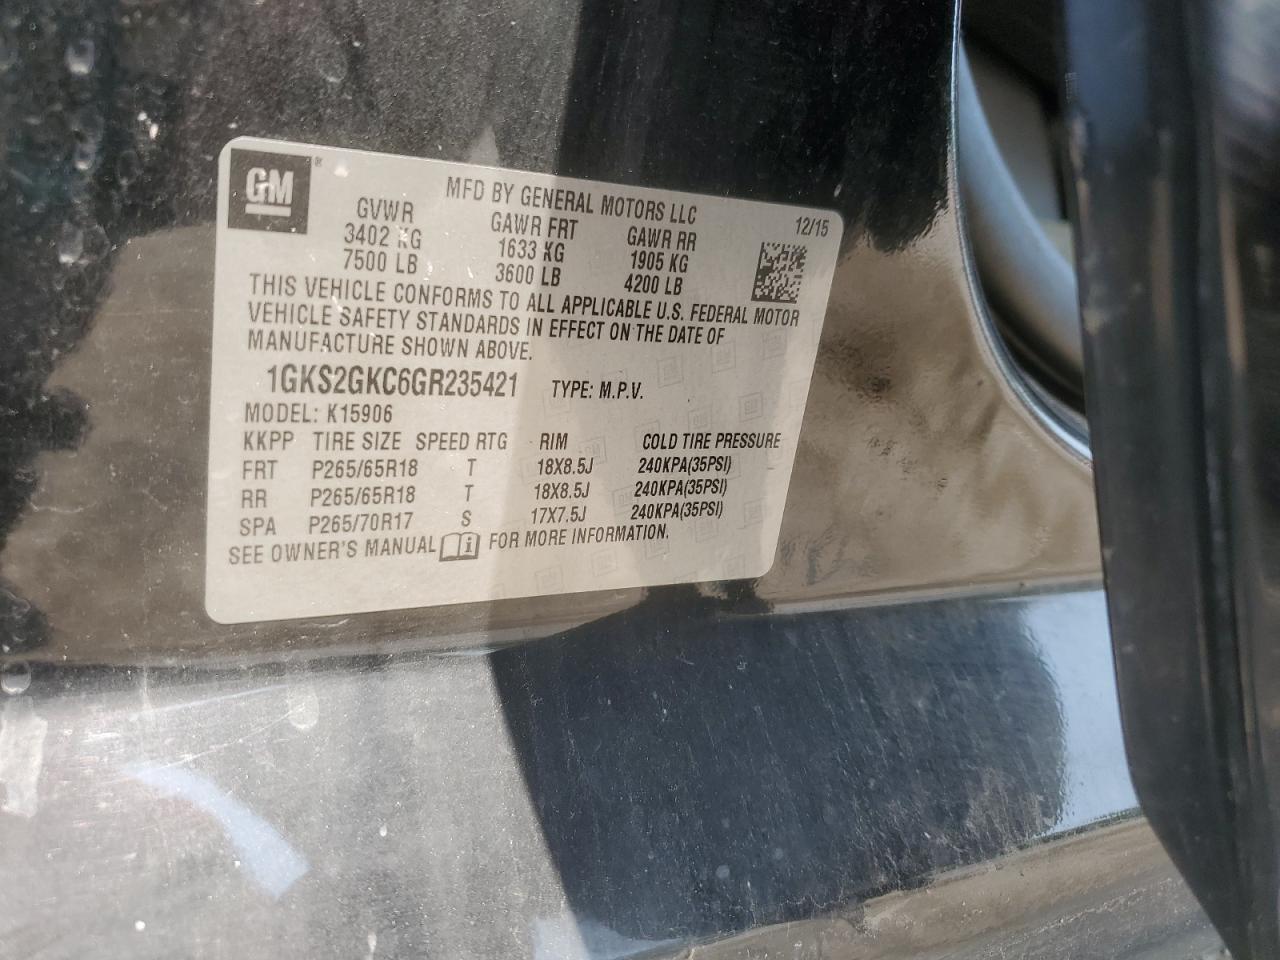 GM ®
MFD BY GENERAL MOTORS LLC 12/15
GVWR GAWR FRT GAWR RR
3402 KG 1633 KG 1905 KG
7500 LB 3600 LB 4200 LB
THIS VEHICLE CONFORMS TO ALL APPLICABLE U.S. FEDERAL MOTOR
VEHICLE SAFETY STANDARDS IN EFFECT ON THE DATE OF
MANUFACTURE SHOWN ABOVE.
1GKS2GKC6GR235421 TYPE: M.P.V.
MODEL: K15906
KKPP TIRE SIZE SPEED RTG RIM COLD TIRE PRESSURE
FRT P265/65R18 T 18X8.5J 240KPA(35PSI)
RR P265/65R18 T 18X8.5J 240KPA(35PSI)
SPA P265/70R17 S 17X7.5J 240KPA(35PSI)
SEE OWNER'S MANUAL i FOR MORE INFORMATION.